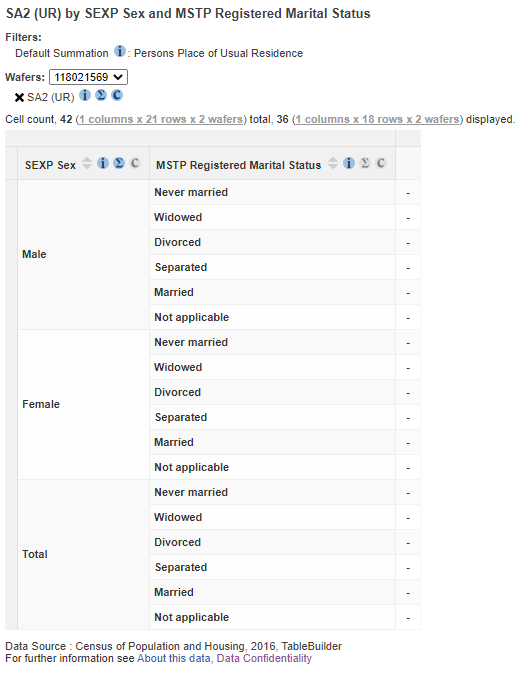 SA2 (UR) by SEXP Sex and MSTP Registered Marital Status
Filters:
Default Summation i : Persons Place of Usual Residence
Wafers: 118021569
✖ SA2 (UR) i Σ C
Cell count, 42 (1 columns x 21 rows x 2 wafers) total, 36 (1 columns x 18 rows x 2 wafers) displayed.
SEXP Sex i Σ C MSTP Registered Marital Status i Σ C
Male
Never married -
Widowed -
Divorced -
Separated -
Married -
Not applicable -
Female
Never married -
Widowed -
Divorced -
Separated -
Married -
Not applicable -
Total
Never married -
Widowed -
Divorced -
Separated -
Married -
Not applicable -
Data Source : Census of Population and Housing, 2016, TableBuilder
For further information see About this data, Data Confidentiality